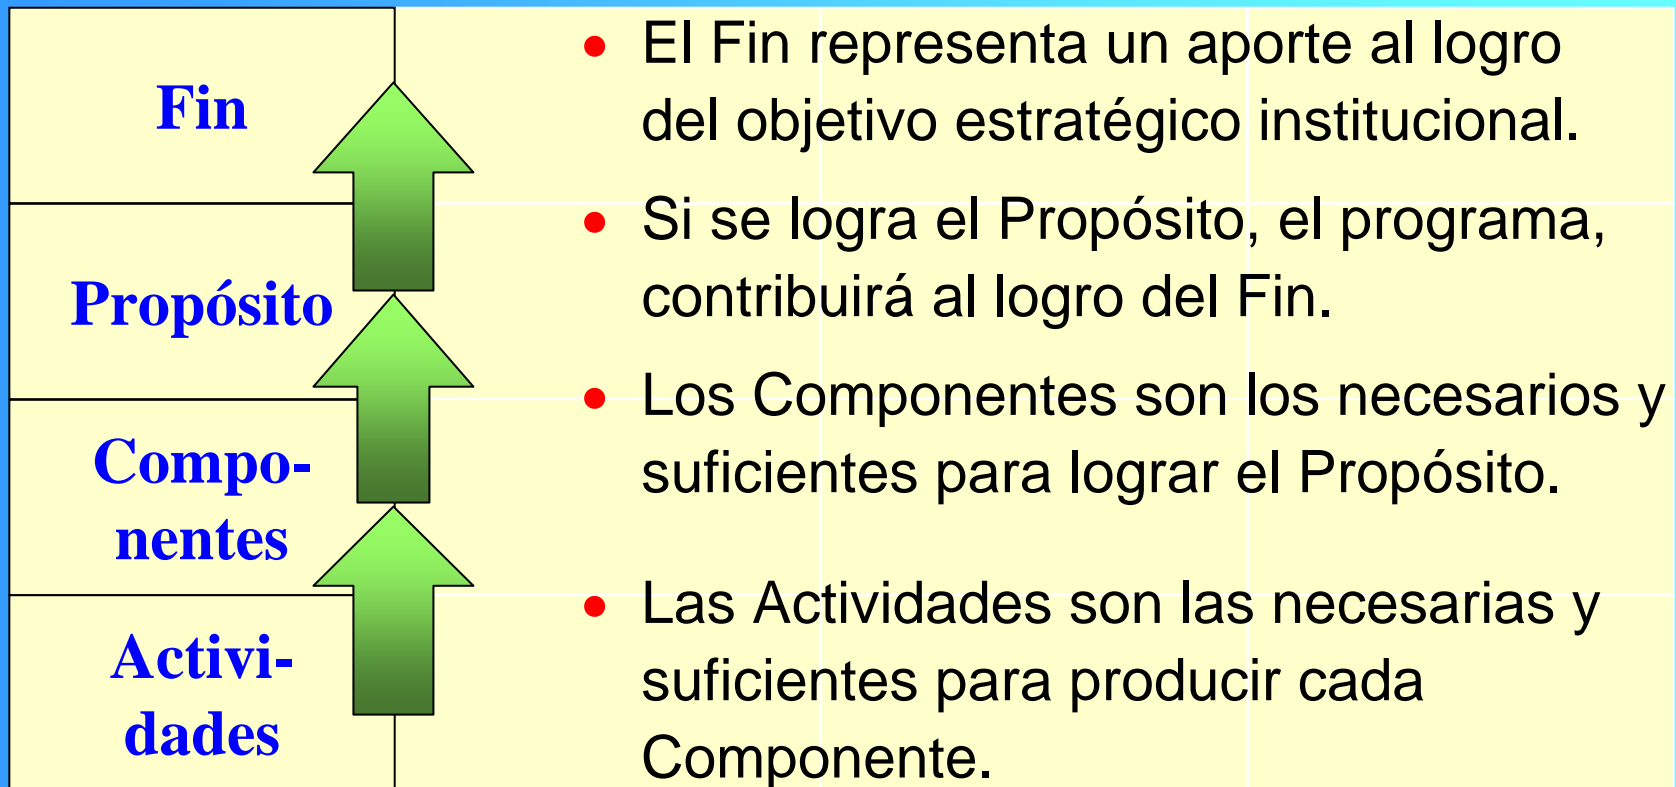 Fin
El Fin representa un aporte al logro
del objetivo estratégico institucional.
Propósito
Si se logra el Propósito, el programa,
contribuirá al logro del Fin.
Compo-
nentes
Los Componentes son los necesarios y
suficientes para lograr el Propósito.
Activi-
dades
Las Actividades son las necesarias y
suficientes para producir cada
Componente.